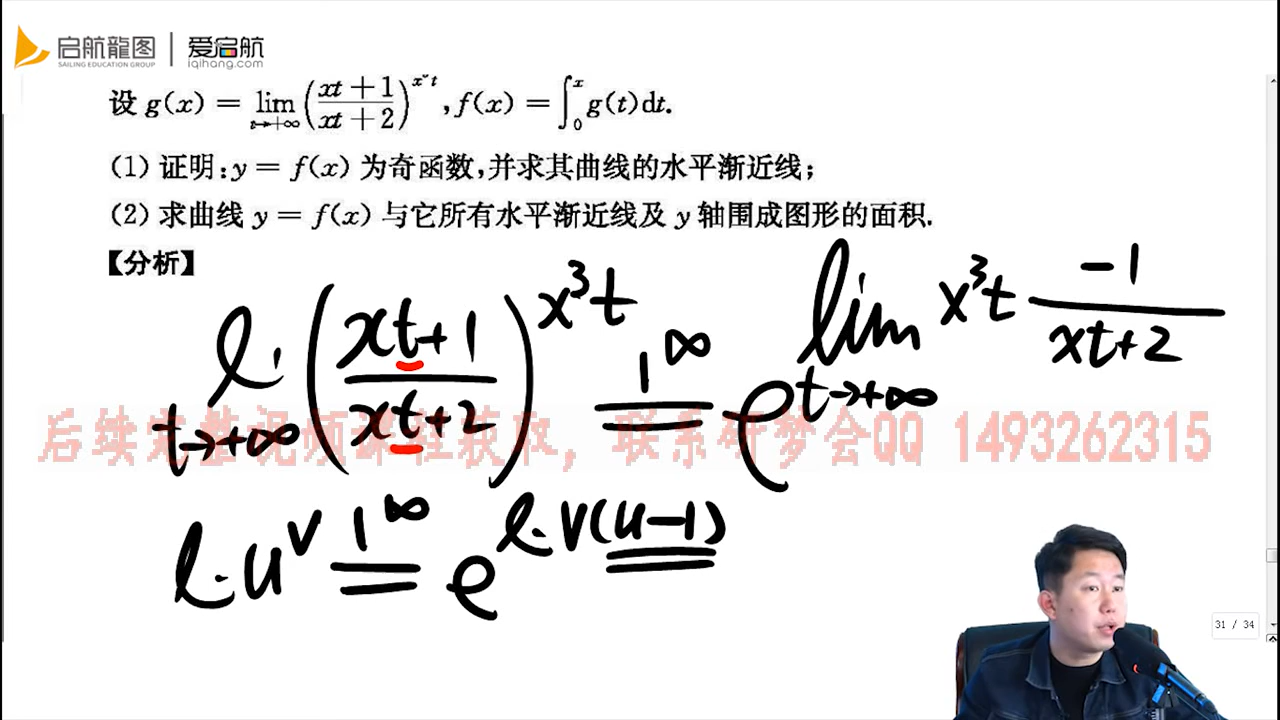 启航龍图 | 爱启航
SAILING EDUCATION GROUP iqihang.com
设 g(x) = lim t→+∞ ((xt+1)/(xt+2))^(x³t), f(x) = ∫₀ˣ g(t)dt.
(1) 证明:y = f(x) 为奇函数,并求其曲线的水平渐近线;
(2) 求曲线 y = f(x) 与它所有水平渐近线及 y 轴围成图形的面积.
【分析】
l· t→+∞ ((xt+1)/(xt+2))^(x³t) =(1^∞)= e^(lim t→+∞ x³t (-1)/(xt+2))
后续完整视频课程获取，联系研梦会QQ 1493262315
l· u^v =(1^∞)= e^(l· v(u-1))
31 / 34